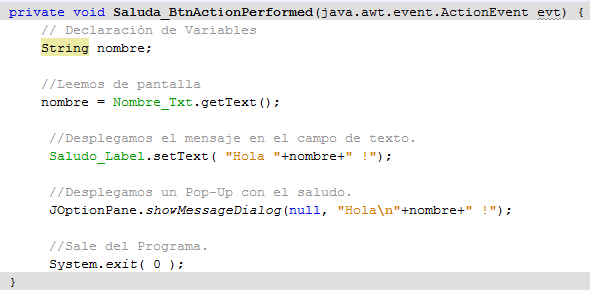 private void Saluda_BtnActionPerformed(java.awt.event.ActionEvent evt) {
// Declaración de Variables
String nombre;
//Leemos de pantalla
nombre = Nombre_Txt.getText();
//Desplegamos el mensaje en el campo de texto.
Saludo_Label.setText( "Hola "+nombre+" !");
//Desplegamos un Pop-Up con el saludo.
JOptionPane.showMessageDialog(null, "Hola\n"+nombre+" !");
//Sale del Programa.
System.exit( 0 );
}